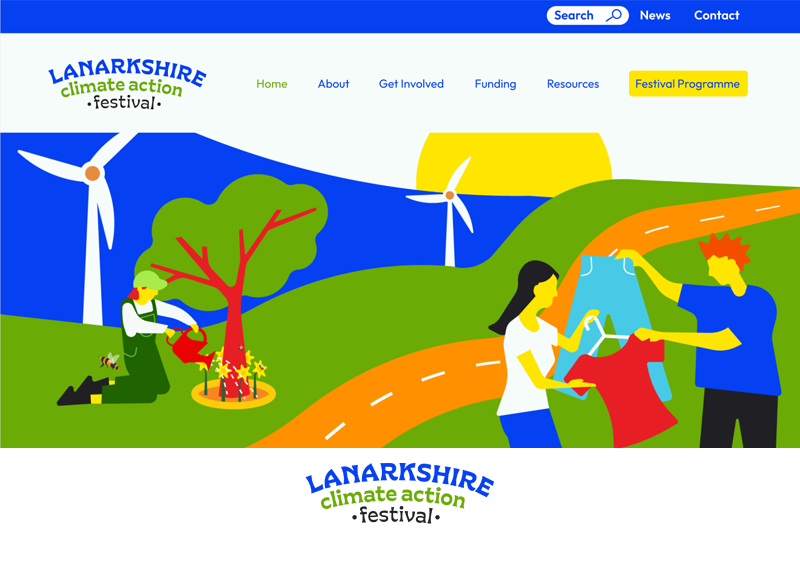 Search
News
Contact
LANARKSHIRE
climate action
• festival •
Home
About
Get Involved
Funding
Resources
Festival Programme
LANARKSHIRE
climate action
• festival •